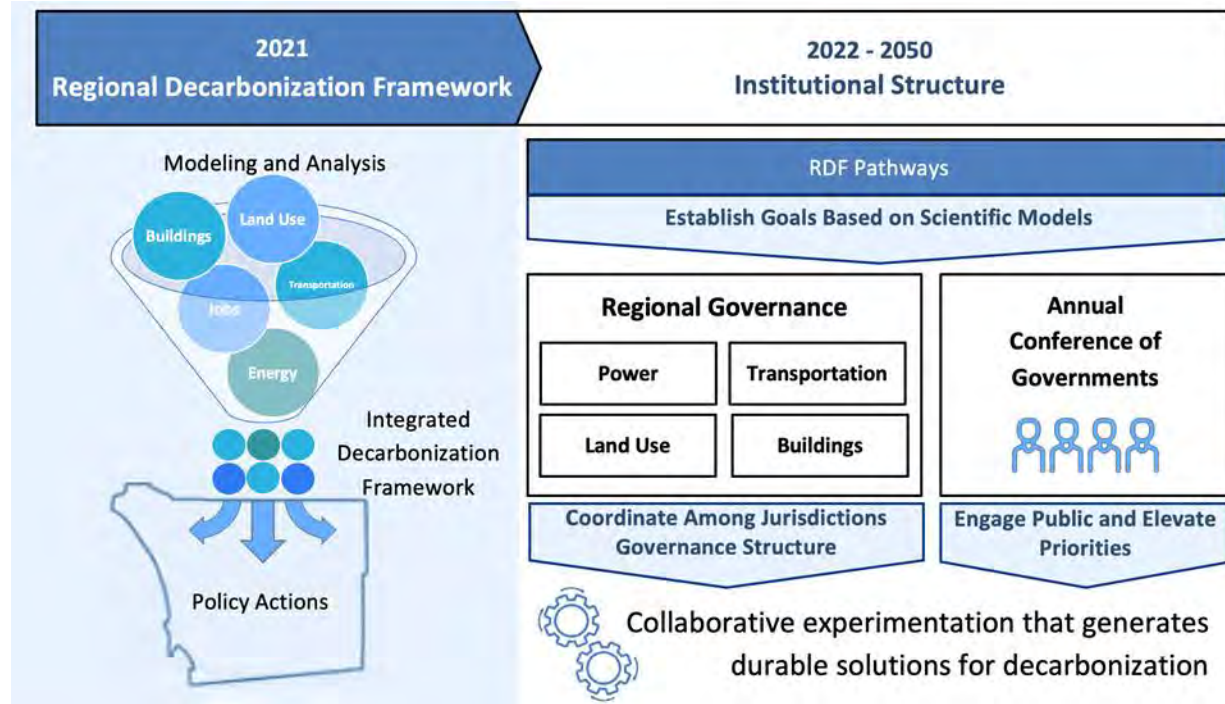 2021
Regional Decarbonization Framework
2022 - 2050
Institutional Structure
Modeling and Analysis
Buildings
Land Use
Transportation
Jobs
Energy
Integrated
Decarbonization
Framework
Policy Actions
RDF Pathways
Establish Goals Based on Scientific Models
Regional Governance
Power
Transportation
Land Use
Buildings
Annual
Conference of
Governments
Coordinate Among Jurisdictions
Governance Structure
Engage Public and Elevate
Priorities
Collaborative experimentation that generates
durable solutions for decarbonization